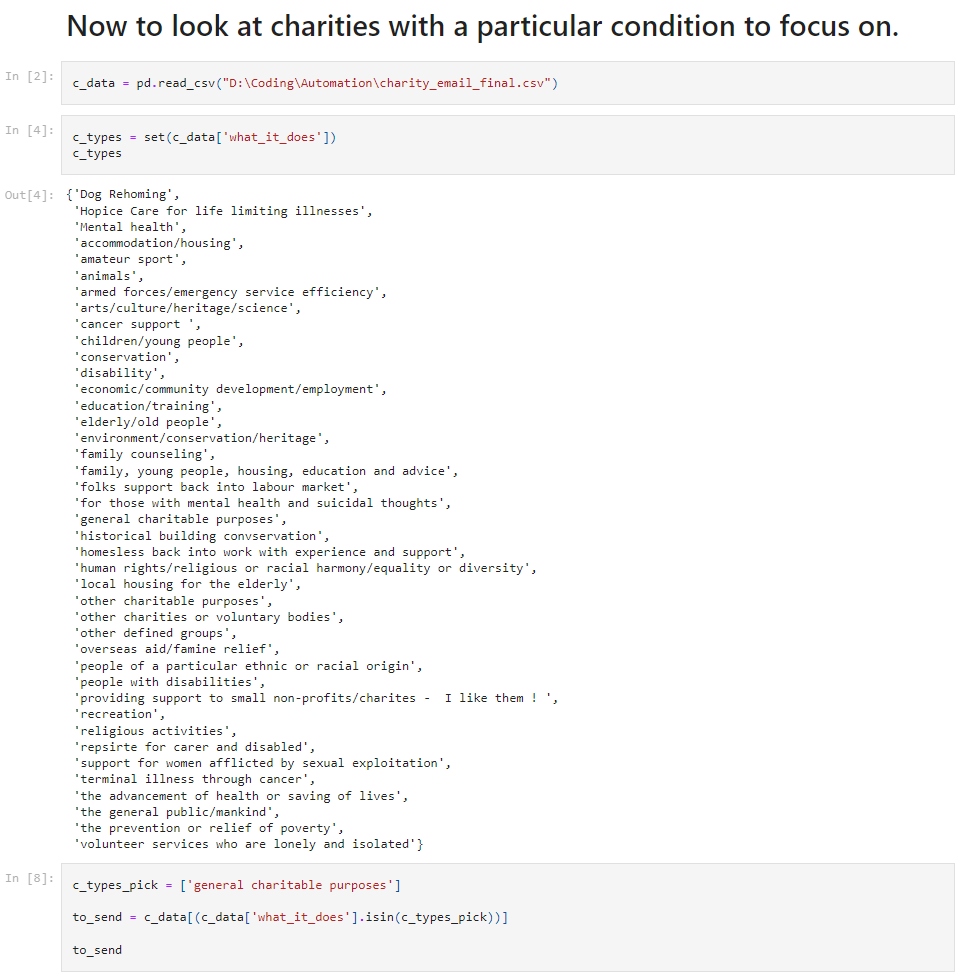 Now to look at charities with a particular condition to focus on.
In [2]:
c_data = pd.read_csv("D:\Coding\Automation\charity_email_final.csv")
In [4]:
c_types = set(c_data['what_it_does'])
c_types
Out[4]:
{'Dog Rehoming',
'Hopice Care for life limiting illnesses',
'Mental health',
'accommodation/housing',
'amateur sport',
'animals',
'armed forces/emergency service efficiency',
'arts/culture/heritage/science',
'cancer support ',
'children/young people',
'conservation',
'disability',
'economic/community development/employment',
'education/training',
'elderly/old people',
'environment/conservation/heritage',
'family counseling',
'family, young people, housing, education and advice',
'folks support back into labour market',
'for those with mental health and suicidal thoughts',
'general charitable purposes',
'historical building convservation',
'homesless back into work with experience and support',
'human rights/religious or racial harmony/equality or diversity',
'local housing for the elderly',
'other charitable purposes',
'other charities or voluntary bodies',
'other defined groups',
'overseas aid/famine relief',
'people of a particular ethnic or racial origin',
'people with disabilities',
'providing support to small non-profits/charites -  I like them ! ',
'recreation',
'religious activities',
'repsirte for carer and disabled',
'support for women afflicted by sexual exploitation',
'terminal illness through cancer',
'the advancement of health or saving of lives',
'the general public/mankind',
'the prevention or relief of poverty',
'volunteer services who are lonely and isolated'}
In [8]:
c_types_pick = ['general charitable purposes']
to_send = c_data[(c_data['what_it_does'].isin(c_types_pick))]
to_send